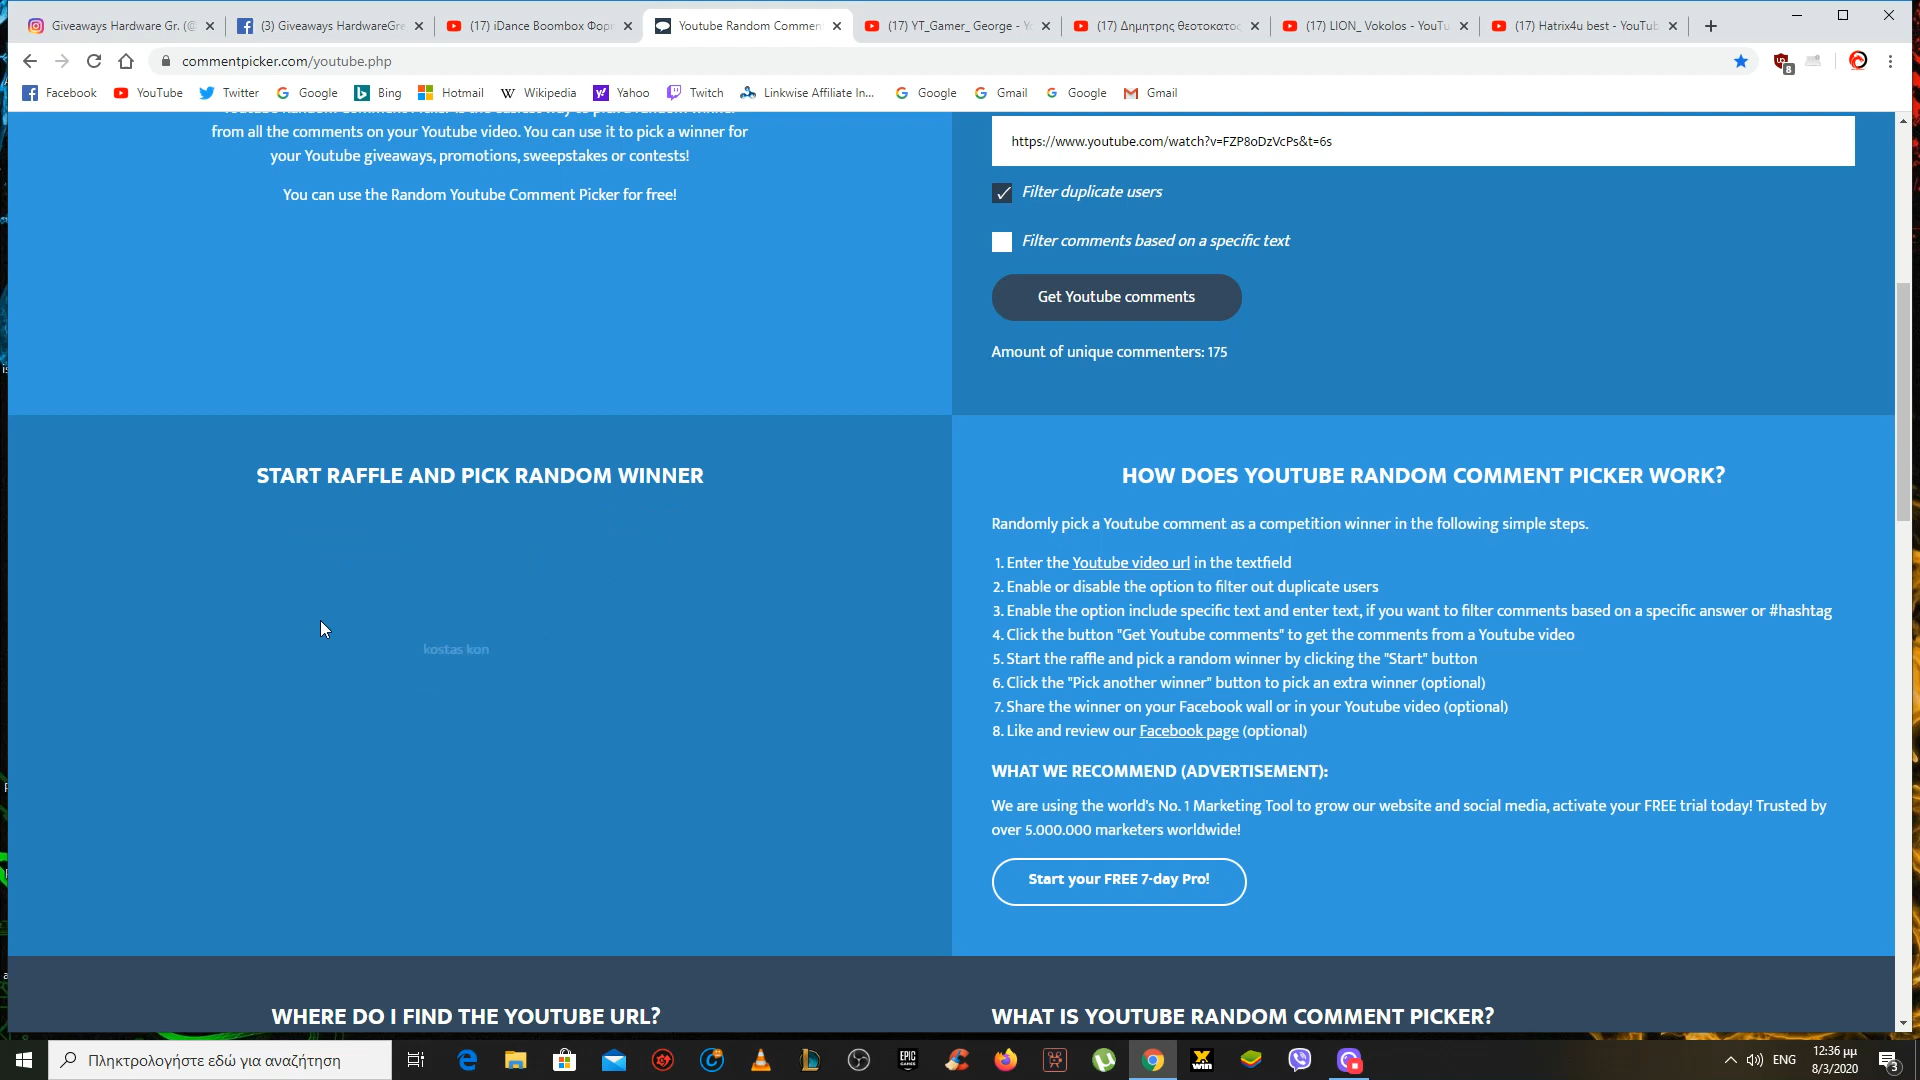 Giveaways Hardware Gr. (@
(3) Giveaways HardwareGre
(17) iDance Boombox Φορη
Youtube Random Comment
(17) YT_Gamer_ George - Yo
(17) Δημητρης θεοτοκατος
(17) LION_ Vokolos - YouTu
(17) Hatrix4u best - YouTub
commentpicker.com/youtube.php
8
Facebook
YouTube
Twitter
Google
Bing
Hotmail
Wikipedia
Yahoo
Twitch
Linkwise Affiliate In...
Google
Gmail
Google
Gmail
from all the comments on your Youtube video. You can use it to pick a winner for
your Youtube giveaways, promotions, sweepstakes or contests!
You can use the Random Youtube Comment Picker for free!
https://www.youtube.com/watch?v=FZP8oDzVcPs&t=6s
Filter duplicate users
Filter comments based on a specific text
Get Youtube comments
Amount of unique commenters: 175
START RAFFLE AND PICK RANDOM WINNER
kostas kon
HOW DOES YOUTUBE RANDOM COMMENT PICKER WORK?
Randomly pick a Youtube comment as a competition winner in the following simple steps.
1. Enter the Youtube video url in the textfield
2. Enable or disable the option to filter out duplicate users
3. Enable the option include specific text and enter text, if you want to filter comments based on a specific answer or #hashtag
4. Click the button "Get Youtube comments" to get the comments from a Youtube video
5. Start the raffle and pick a random winner by clicking the "Start" button
6. Click the "Pick another winner" button to pick an extra winner (optional)
7. Share the winner on your Facebook wall or in your Youtube video (optional)
8. Like and review our Facebook page (optional)
WHAT WE RECOMMEND (ADVERTISEMENT):
We are using the world's No. 1 Marketing Tool to grow our website and social media, activate your FREE trial today! Trusted by
over 5.000.000 marketers worldwide!
Start your FREE 7-day Pro!
WHERE DO I FIND THE YOUTUBE URL?
WHAT IS YOUTUBE RANDOM COMMENT PICKER?
Πληκτρολογήστε εδώ για αναζήτηση
EPIC
GAMES
win
ENG
12:36 μμ
8/3/2020
3